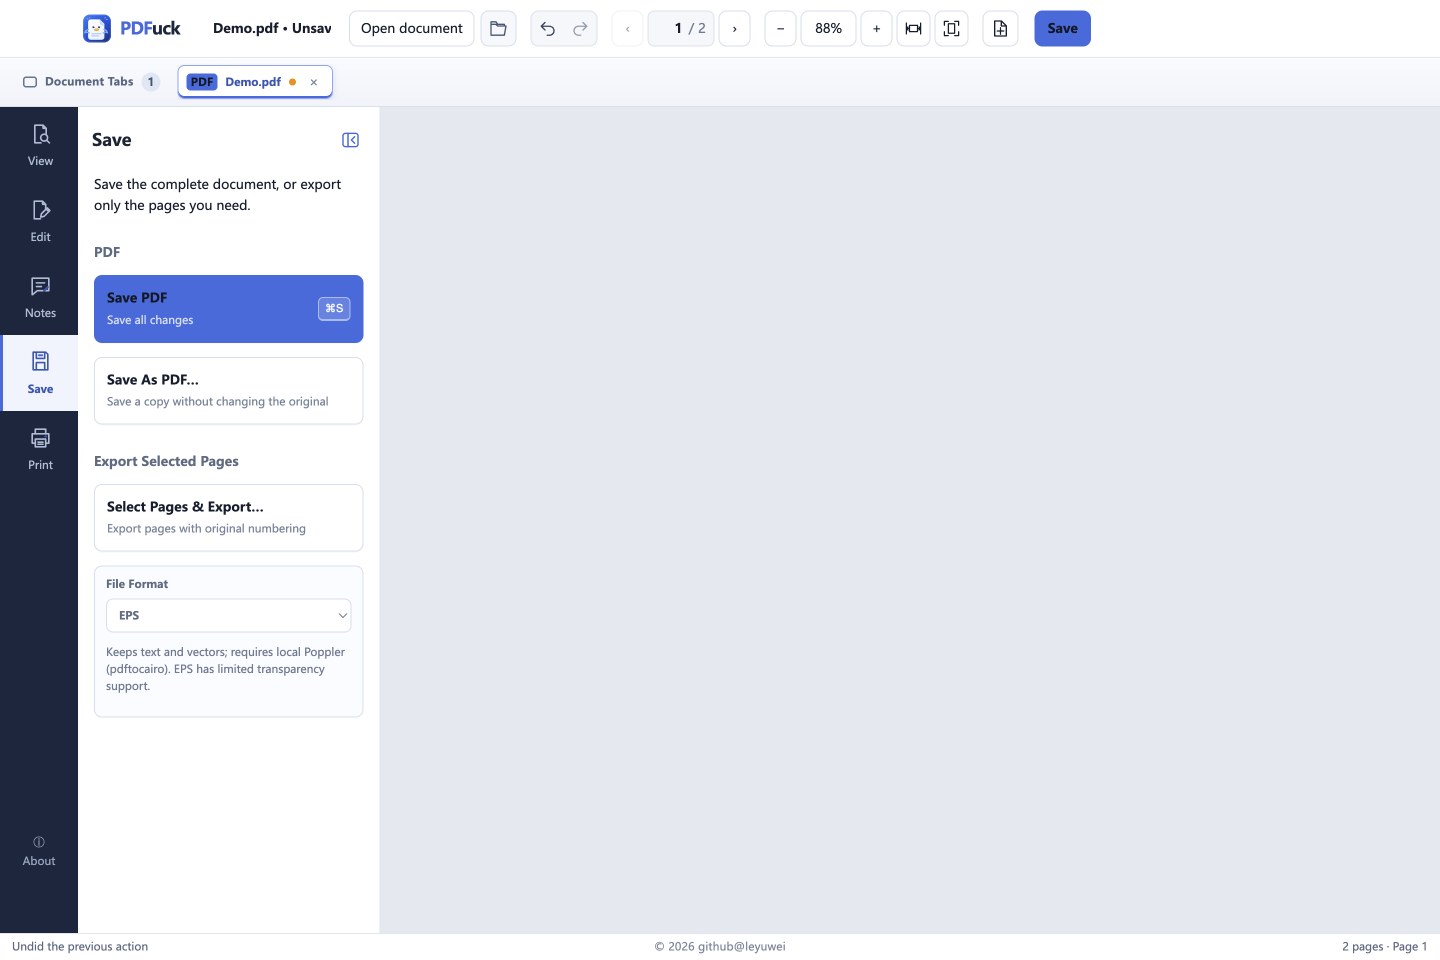 PDFuck
Demo.pdf • Unsav
Open document
‹
1 / 2
›
−
88%
+
Save
Document Tabs 1
PDF Demo.pdf ×
View
Edit
Notes
Save
Print
About
Save
Save the complete document, or export
only the pages you need.
PDF
Save PDF
Save all changes
⌘S
Save As PDF...
Save a copy without changing the original
Export Selected Pages
Select Pages & Export...
Export pages with original numbering
File Format
EPS
Keeps text and vectors; requires local Poppler
(pdftocairo). EPS has limited transparency
support.
Undid the previous action
© 2026 github@leyuwei
2 pages · Page 1